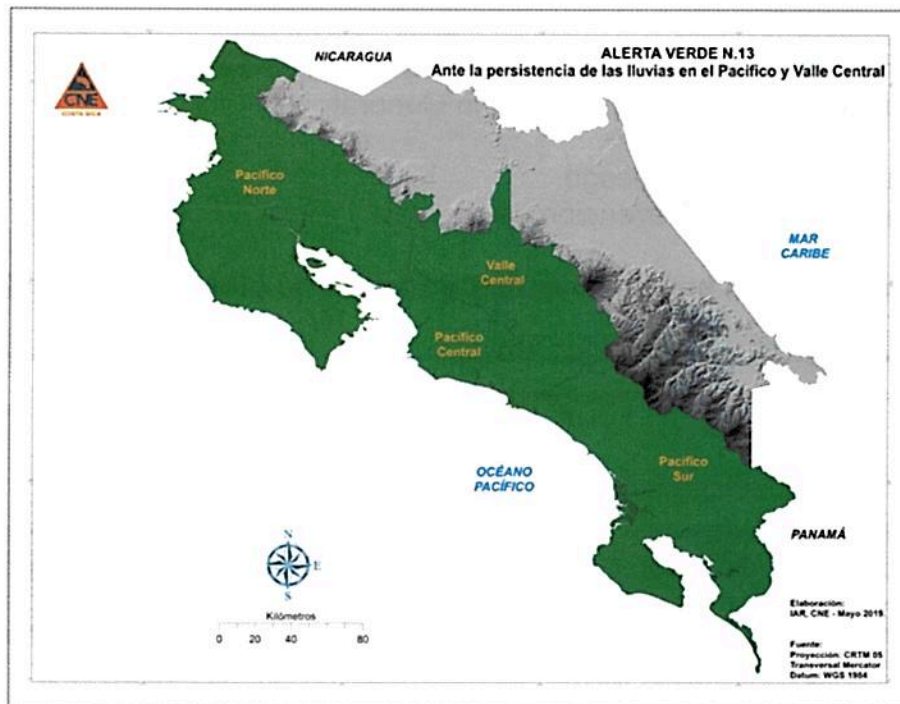 ALERTA VERDE N.13
Ante la persistencia de las lluvias en el Pacífico y Valle Central
NICARAGUA
CNE
COSTA RICA
Pacífico
Norte
MAR
CARIBE
Valle
Central
Pacífico
Central
Pacífico
Sur
OCÉANO
PACÍFICO
PANAMÁ
N
E
S
Kilómetros
0 20 40 80
Elaboración:
IAR, CNE - Mayo 2019.
Fuente:
Proyección: CRTM 05
Transversal Mercator
Datum: WGS 1984